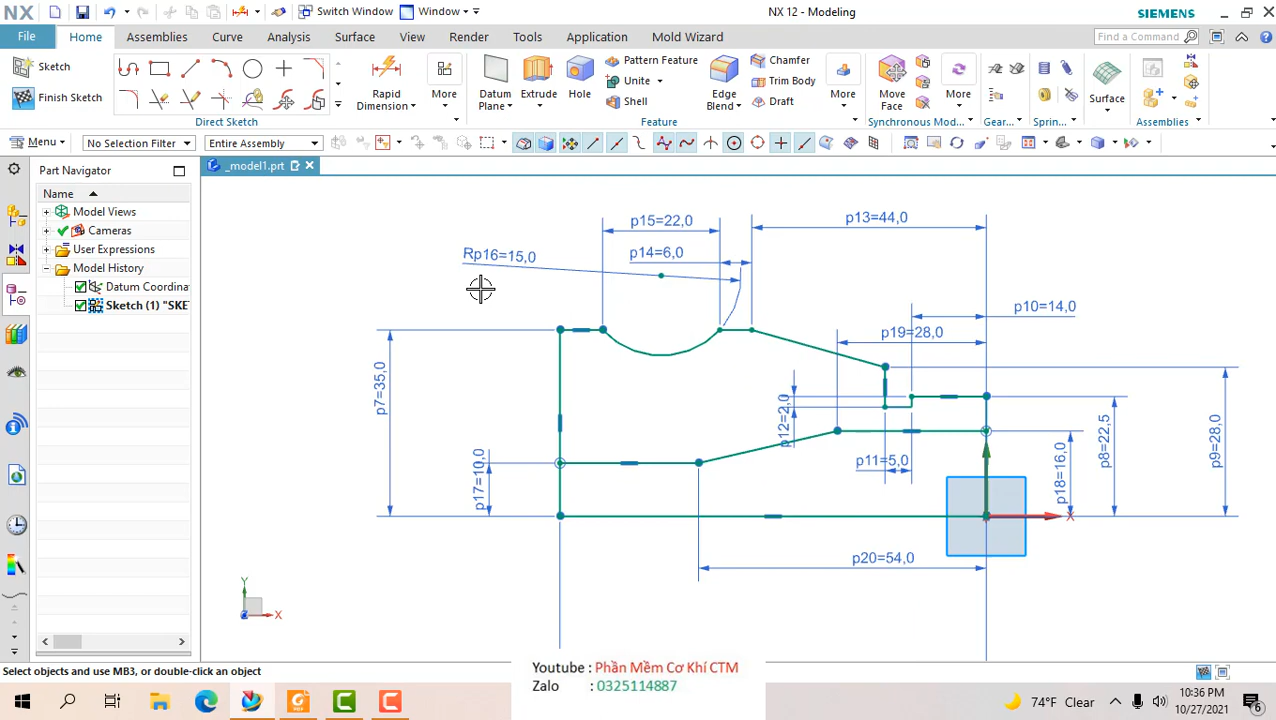 NX
Switch Window
Window
NX 12 - Modeling
SIEMENS
File
Home
Assemblies
Curve
Analysis
Surface
View
Render
Tools
Application
Mold Wizard
Find a Command
Sketch
Finish Sketch
Direct Sketch
Rapid
Dimension
More
Datum
Plane
Extrude
Hole
Pattern Feature
Unite
Shell
Edge
Blend
Chamfer
Trim Body
Draft
More
Feature
Move
Face
More
Synchronous Mod...
Gear...
Sprin...
Surface
Assemblies
Menu
No Selection Filter
Entire Assembly
Part Navigator
_model1.prt
Name
Model Views
Cameras
User Expressions
Model History
Datum Coordina
Sketch (1) "SKE
p15=22,0
p13=44,0
Rp16=15,0
p14=6,0
p10=14,0
p19=28,0
p7=35,0
p12=2,0
p17=10,0
p11=5,0
p18=16,0
p8=22,5
p9=28,0
X
p20=54,0
Y
X
Select objects and use MB3, or double-click an object
Youtube : Phần Mềm Cơ Khí CTM
Zalo : 0325114887
74°F Clear
10:36 PM
10/27/2021
6